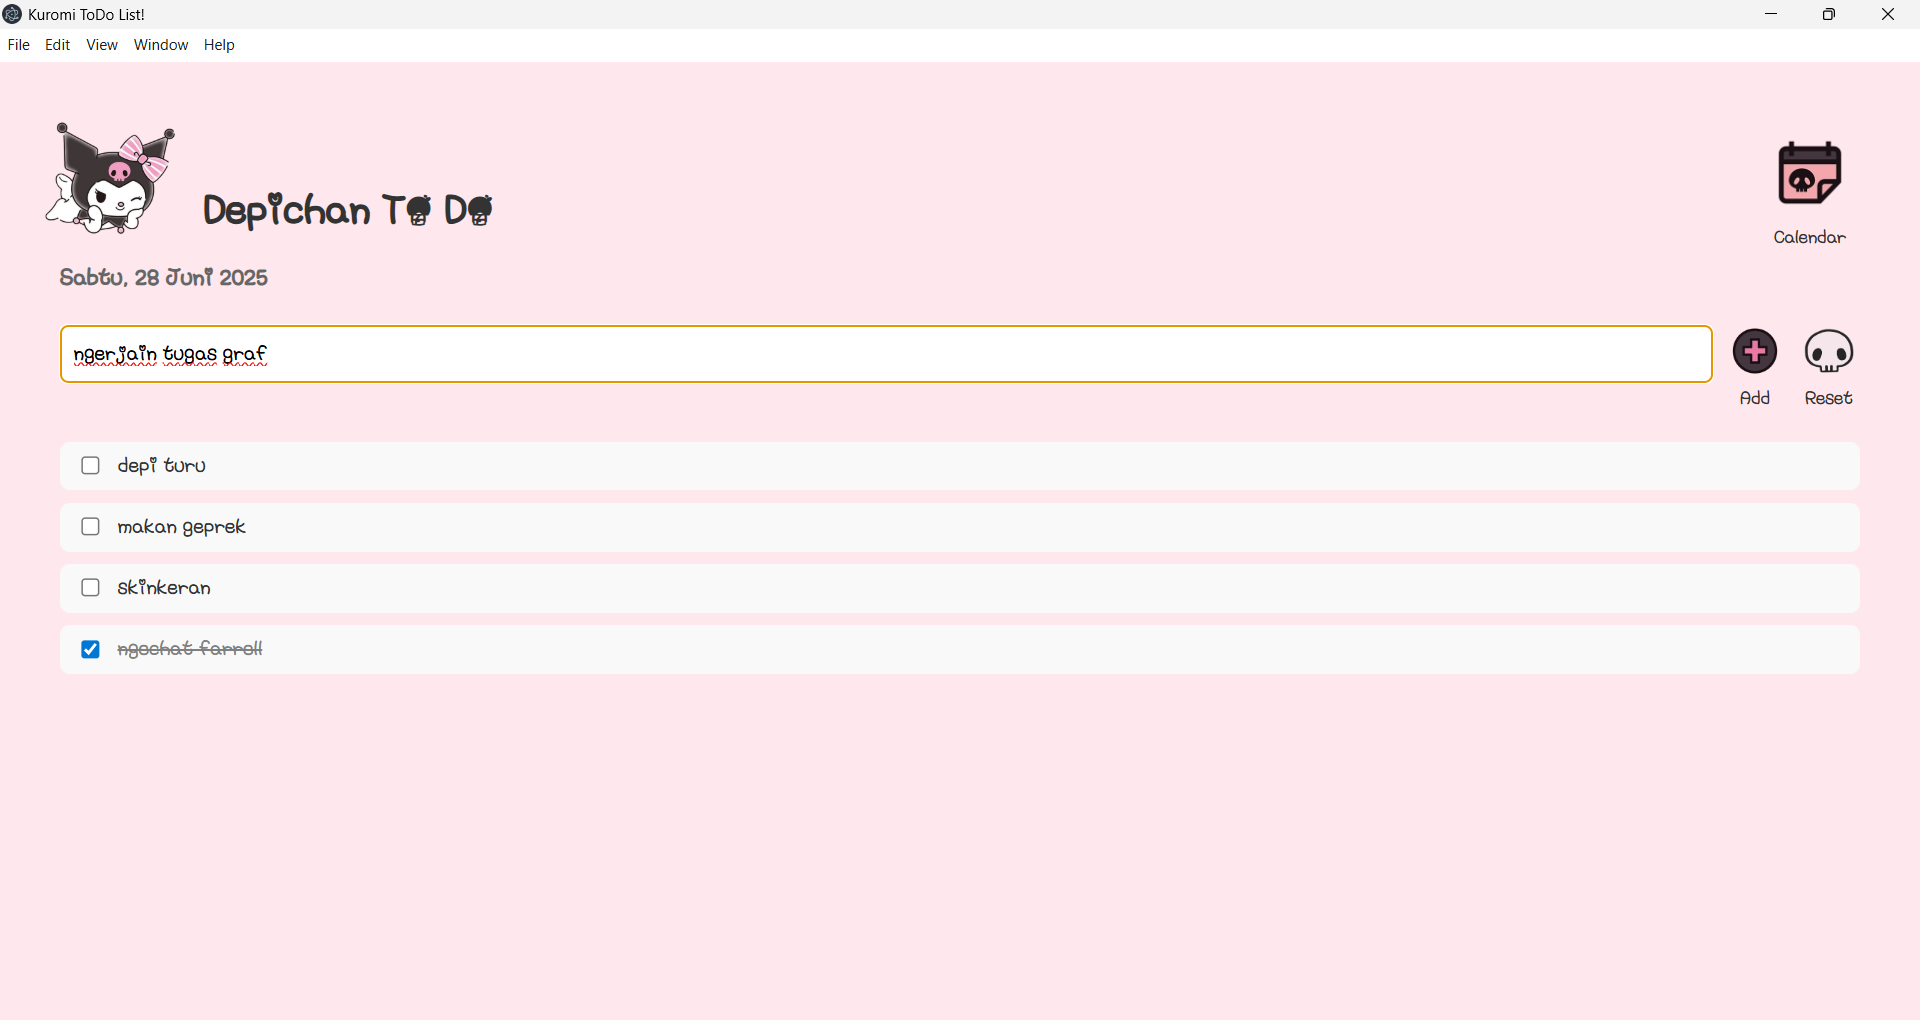 Kuromi ToDo List!
File Edit View Window Help
Depichan To Do
Calendar
Sabtu, 28 Juni 2025
ngerjain tugas graf
Add Reset
depi turu
makan geprek
skinkeran
ngechat farrell